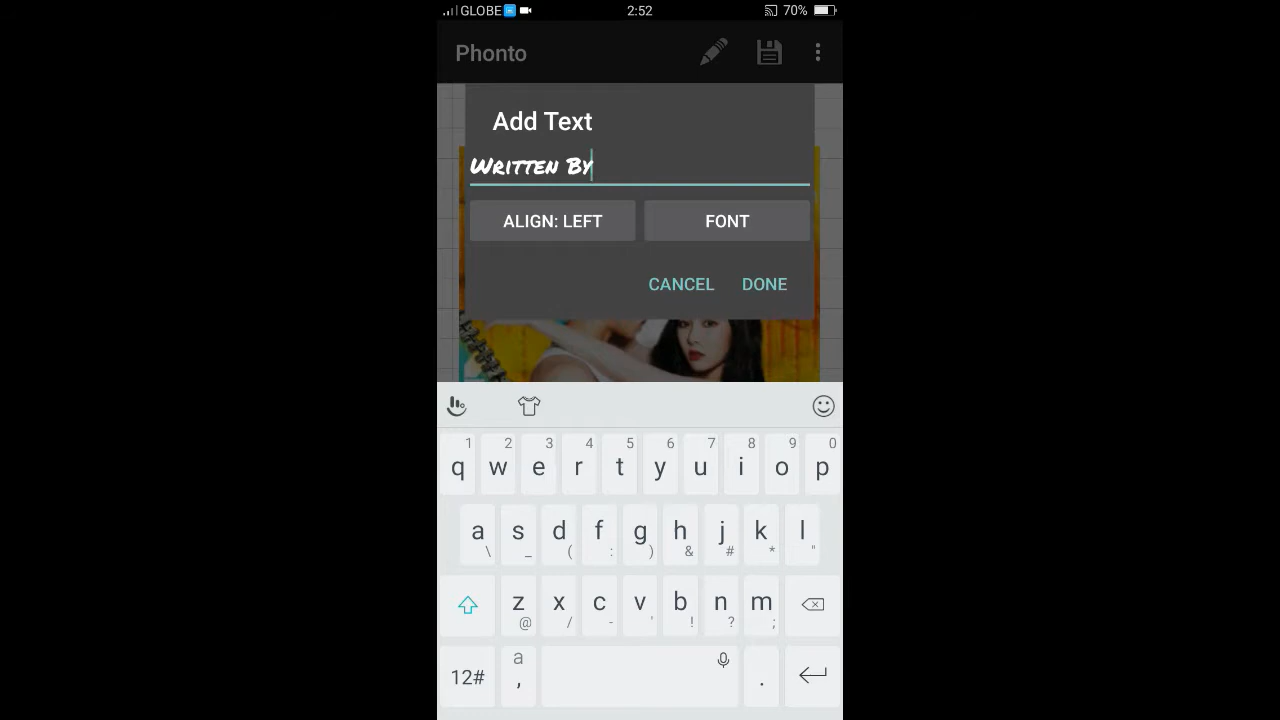 GLOBE 2:52 70%
Phonto
Add Text
Written By
ALIGN: LEFT FONT
CANCEL DONE
1 2 3 4 5 6 7 8 9 0
q w e r t y u i o p
a s d f g h j k l
\ _ ( : ) & # * "
z x c v b n m
@ / - ' ! ? ;
a
12# , .